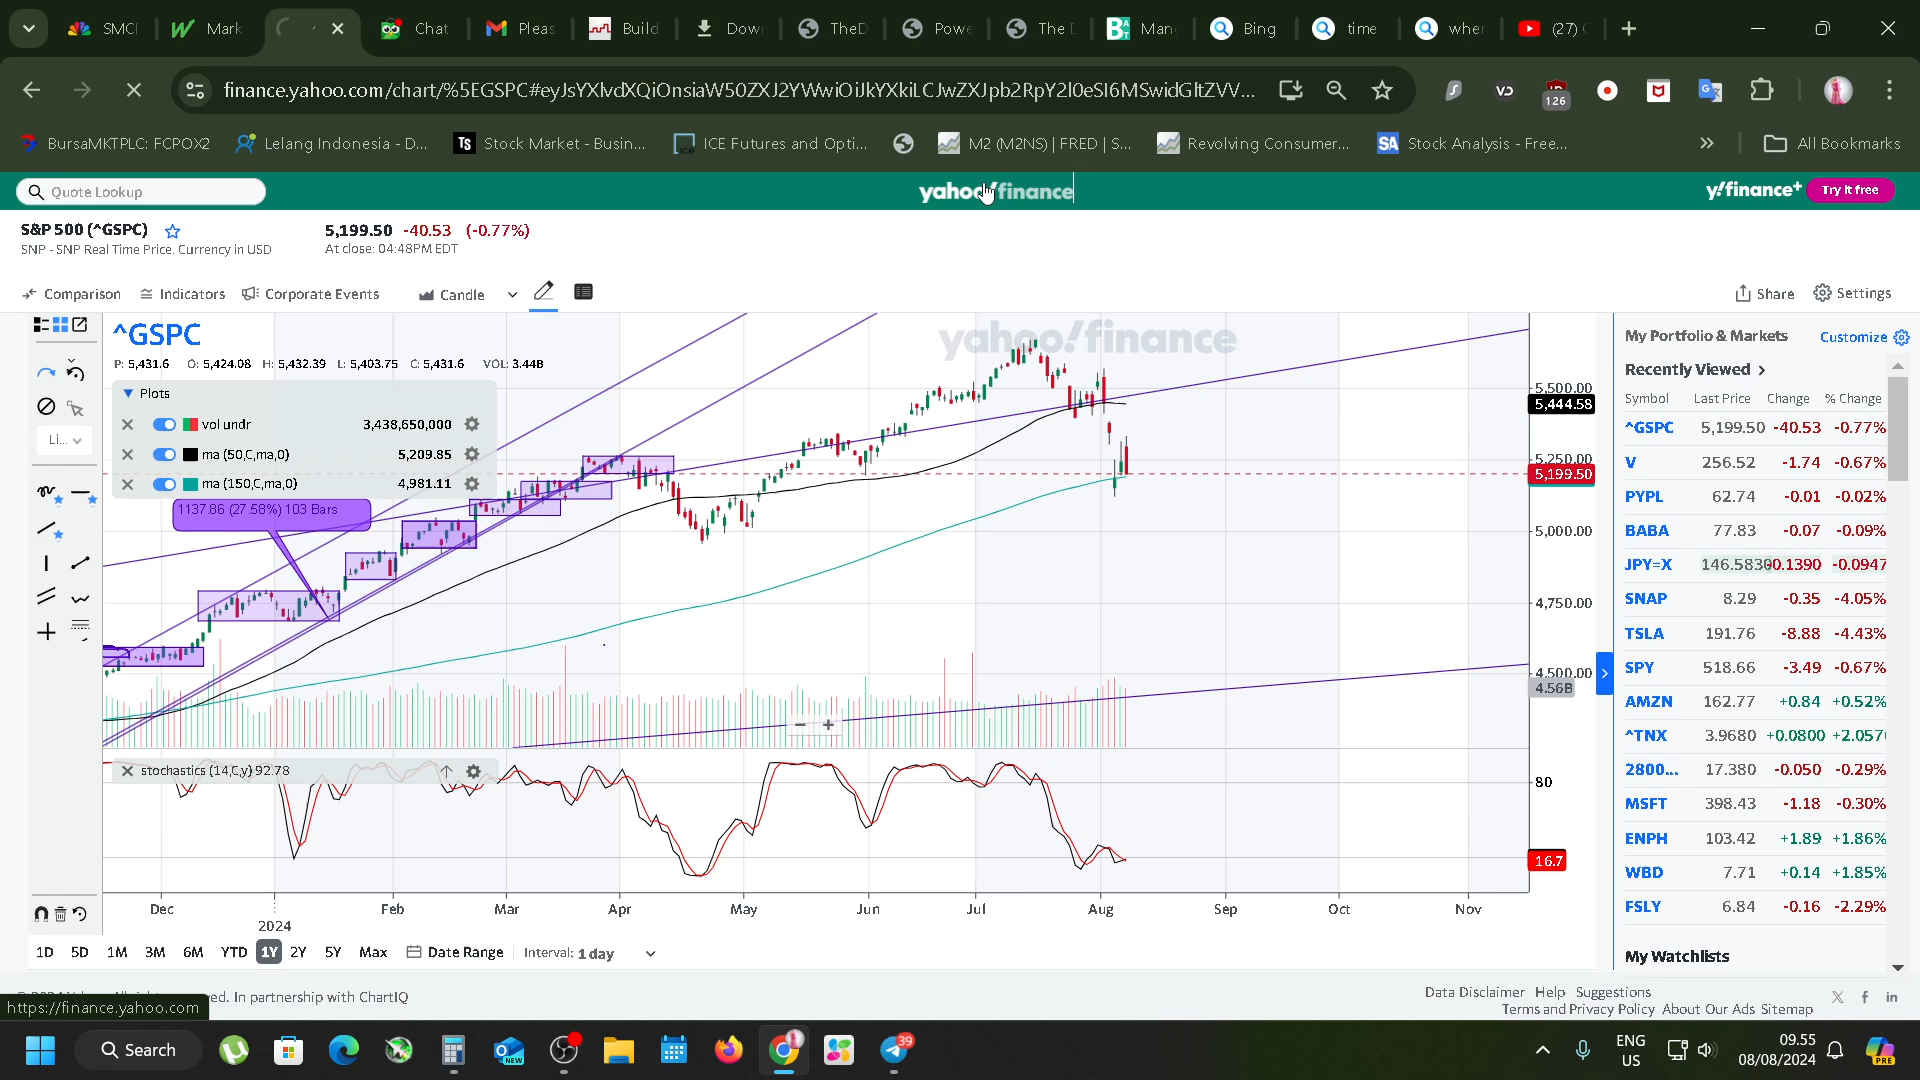 SMCI
Mark
Chat
Pleas
Build
Down
TheD
Powe
The D
Mang
Bing
time
wher
(27)
finance.yahoo.com/chart/%5EGSPC#eyJsYXlvdXQiOnsiaW50ZXJ2YWwiOiJkYXkiLCJwZXJpb2RpY2l0eSI6MSwidGltZVV...
126
BursaMKTPLC: FCPOX2
Lelang Indonesia - D...
Stock Market - Busin...
ICE Futures and Opti...
M2 (M2NS) | FRED | S...
Revolving Consumer...
Stock Analysis - Free...
All Bookmarks
Quote Lookup
yahoo!finance
y!finance+
Try it free
S&P 500 (^GSPC)
SNP - SNP Real Time Price. Currency in USD
5,199.50 -40.53 (-0.77%)
At close: 04:48PM EDT
Comparison
Indicators
Corporate Events
Candle
Share
Settings
^GSPC
yahoo!finance
P: 5,431.6 O: 5,424.08 H: 5,432.39 L: 5,403.75 C: 5,431.6 VOL: 3.44B
Plots
vol undr 3,438,650,000
ma (50,C,ma,0) 5,209.85
ma (150,C,ma,0) 4,981.11
Li...
1137.86 (27.58%) 103 Bars
5,500.00
5,444.58
5,250.00
5,199.50
5,000.00
4,750.00
4,500.00
4.56B
stochastics (14,C,y) 92.78
80
16.7
Dec
2024
Feb
Mar
Apr
May
Jun
Jul
Aug
Sep
Oct
Nov
1D 5D 1M 3M 6M YTD 1Y 2Y 5Y Max Date Range Interval: 1 day
My Portfolio & Markets Customize
Recently Viewed
Symbol Last Price Change % Change
^GSPC 5,199.50 -40.53 -0.77%
V 256.52 -1.74 -0.67%
PYPL 62.74 -0.01 -0.02%
BABA 77.83 -0.07 -0.09%
JPY=X 146.5830 -0.1390 -0.0947
SNAP 8.29 -0.35 -4.05%
TSLA 191.76 -8.88 -4.43%
SPY 518.66 -3.49 -0.67%
AMZN 162.77 +0.84 +0.52%
^TNX 3.9680 +0.0800 +2.057
2800... 17.380 -0.050 -0.29%
MSFT 398.43 -1.18 -0.30%
ENPH 103.42 +1.89 +1.86%
WBD 7.71 +0.14 +1.85%
FSLY 6.84 -0.16 -2.29%
My Watchlists
ed. In partnership with ChartIQ
https://finance.yahoo.com
Data Disclaimer Help Suggestions
Terms and Privacy Policy About Our Ads Sitemap
Search
NEW
39
ENG
US
09.55
08/08/2024
PRE